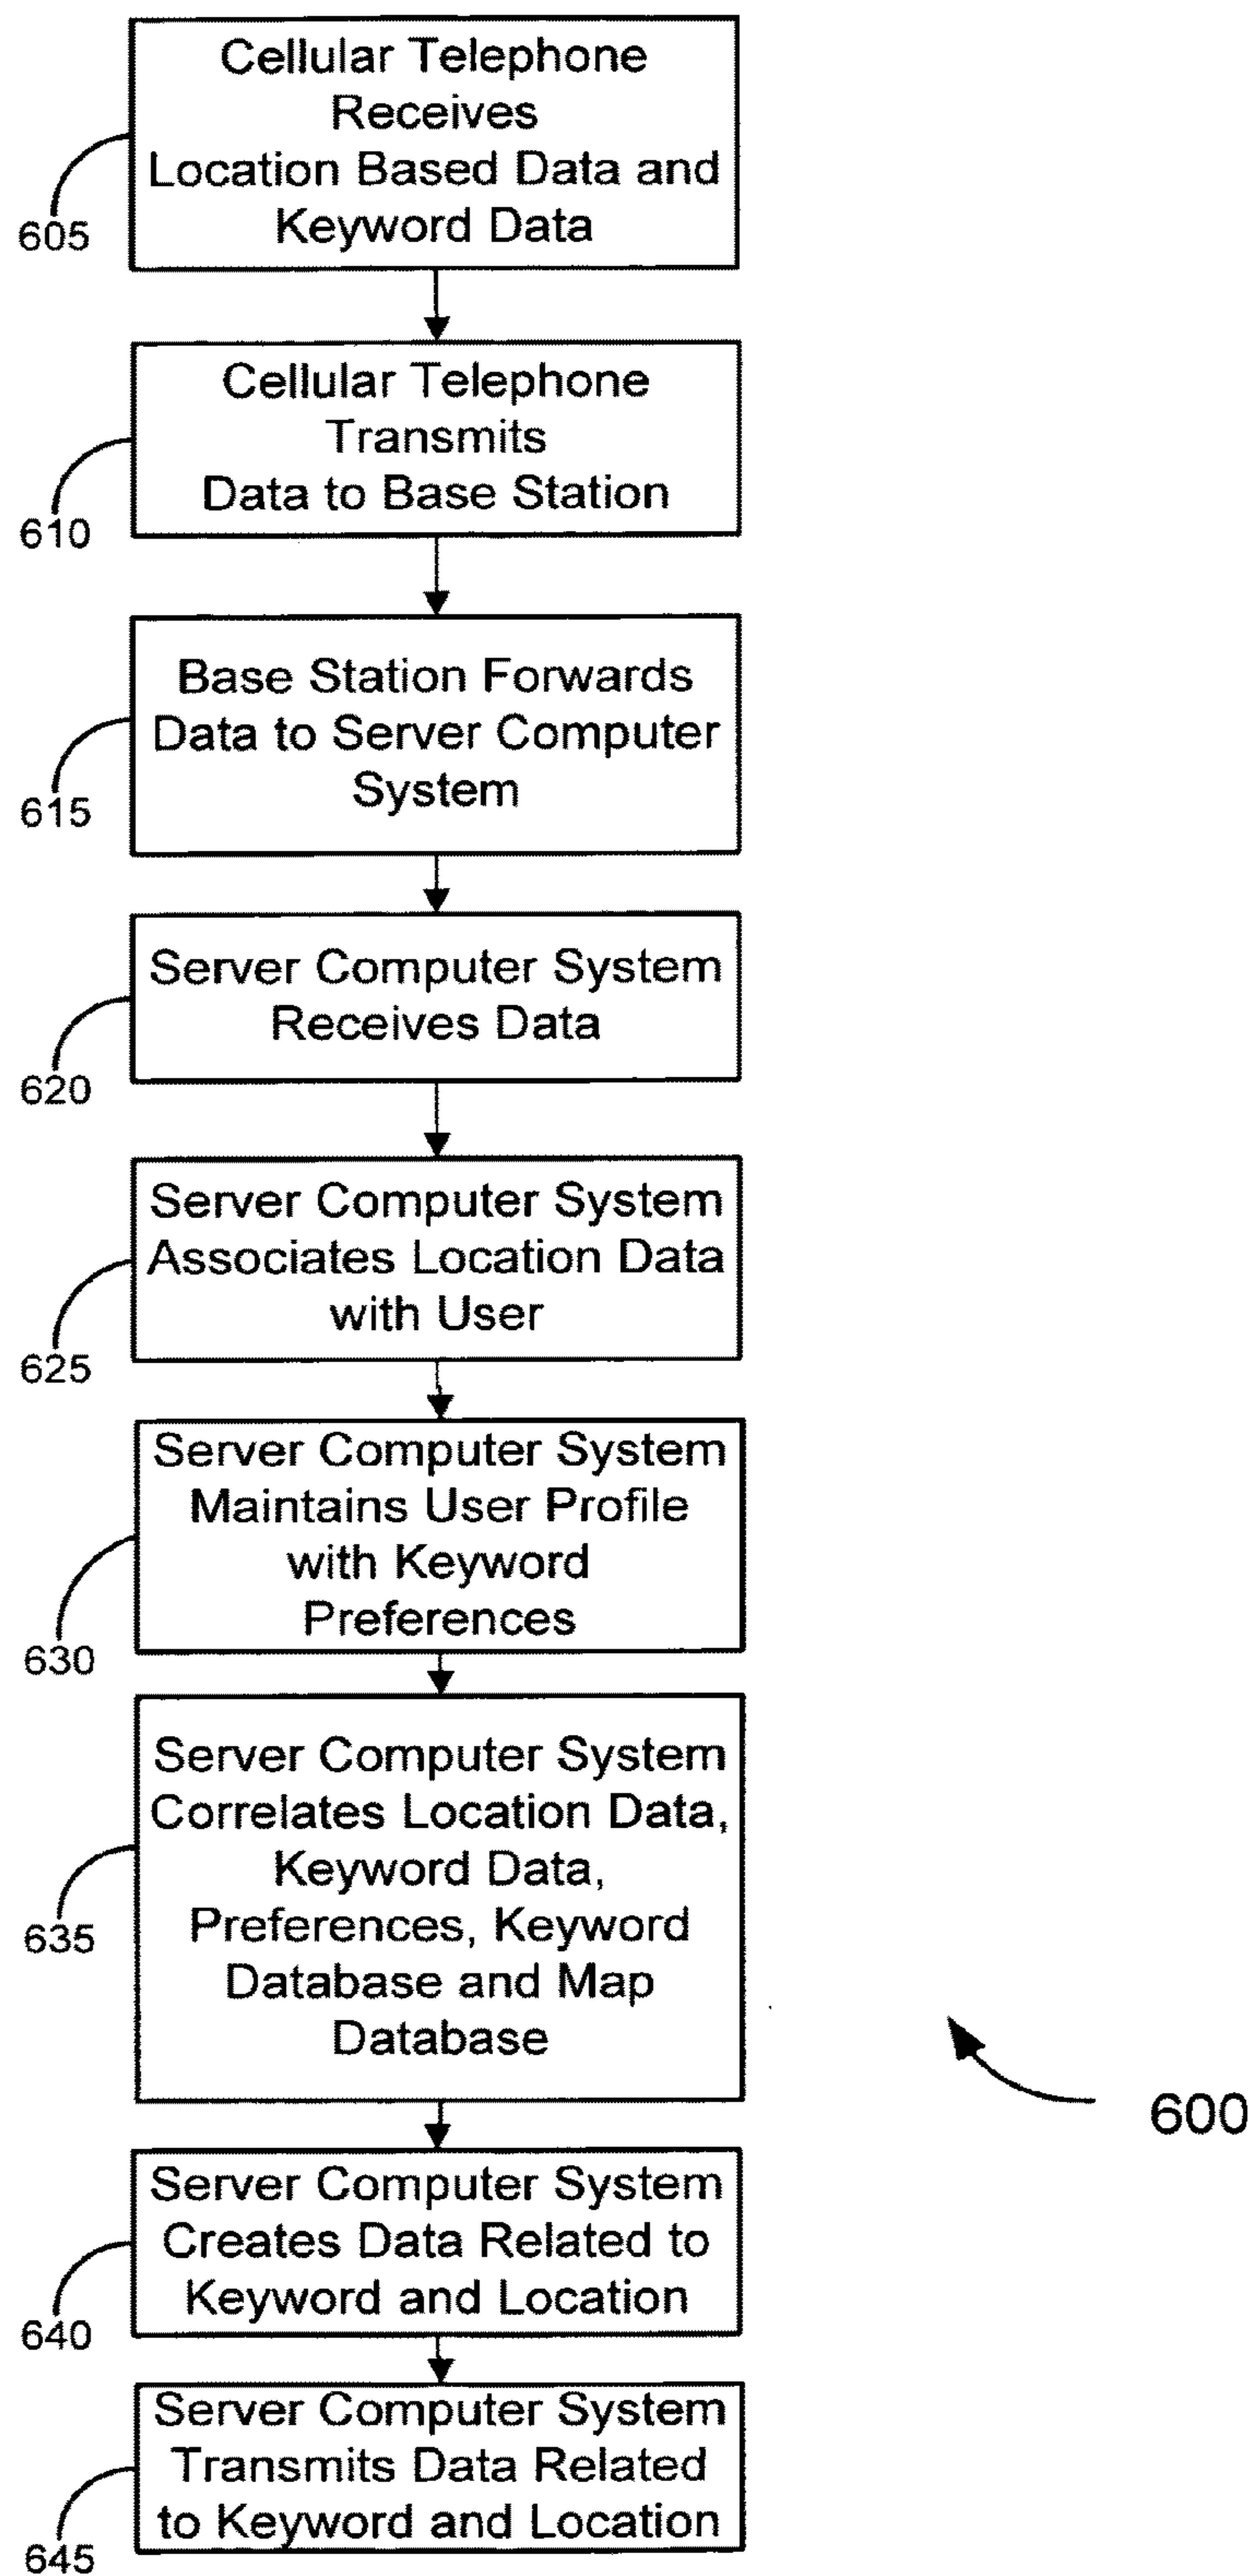 Cellular Telephone
Receives
Location Based Data and
Keyword Data
605
Cellular Telephone
Transmits
Data to Base Station
610
Base Station Forwards
Data to Server Computer
System
615
Server Computer System
Receives Data
620
Server Computer System
Associates Location Data
with User
625
Server Computer System
Maintains User Profile
with Keyword
Preferences
630
Server Computer System
Correlates Location Data,
Keyword Data,
Preferences, Keyword
Database and Map
Database
635
600
Server Computer System
Creates Data Related to
Keyword and Location
640
Server Computer System
Transmits Data Related
to Keyword and Location
645